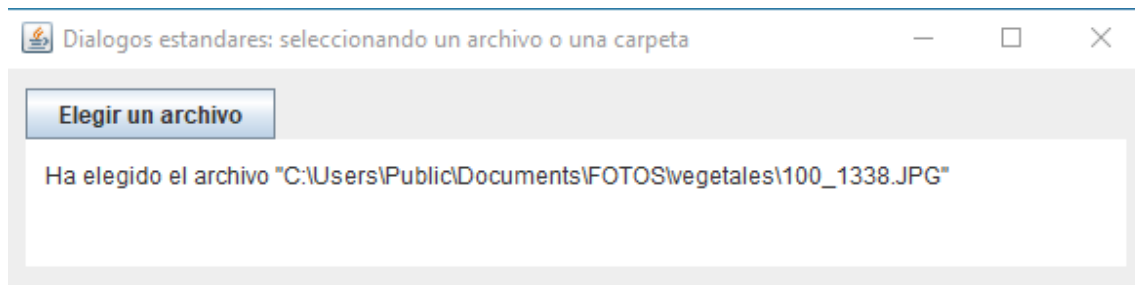 Dialogos estandares: seleccionando un archivo o una carpeta
Elegir un archivo
Ha elegido el archivo "C:\Users\Public\Documents\FOTOS\vegetales\100_1338.JPG"